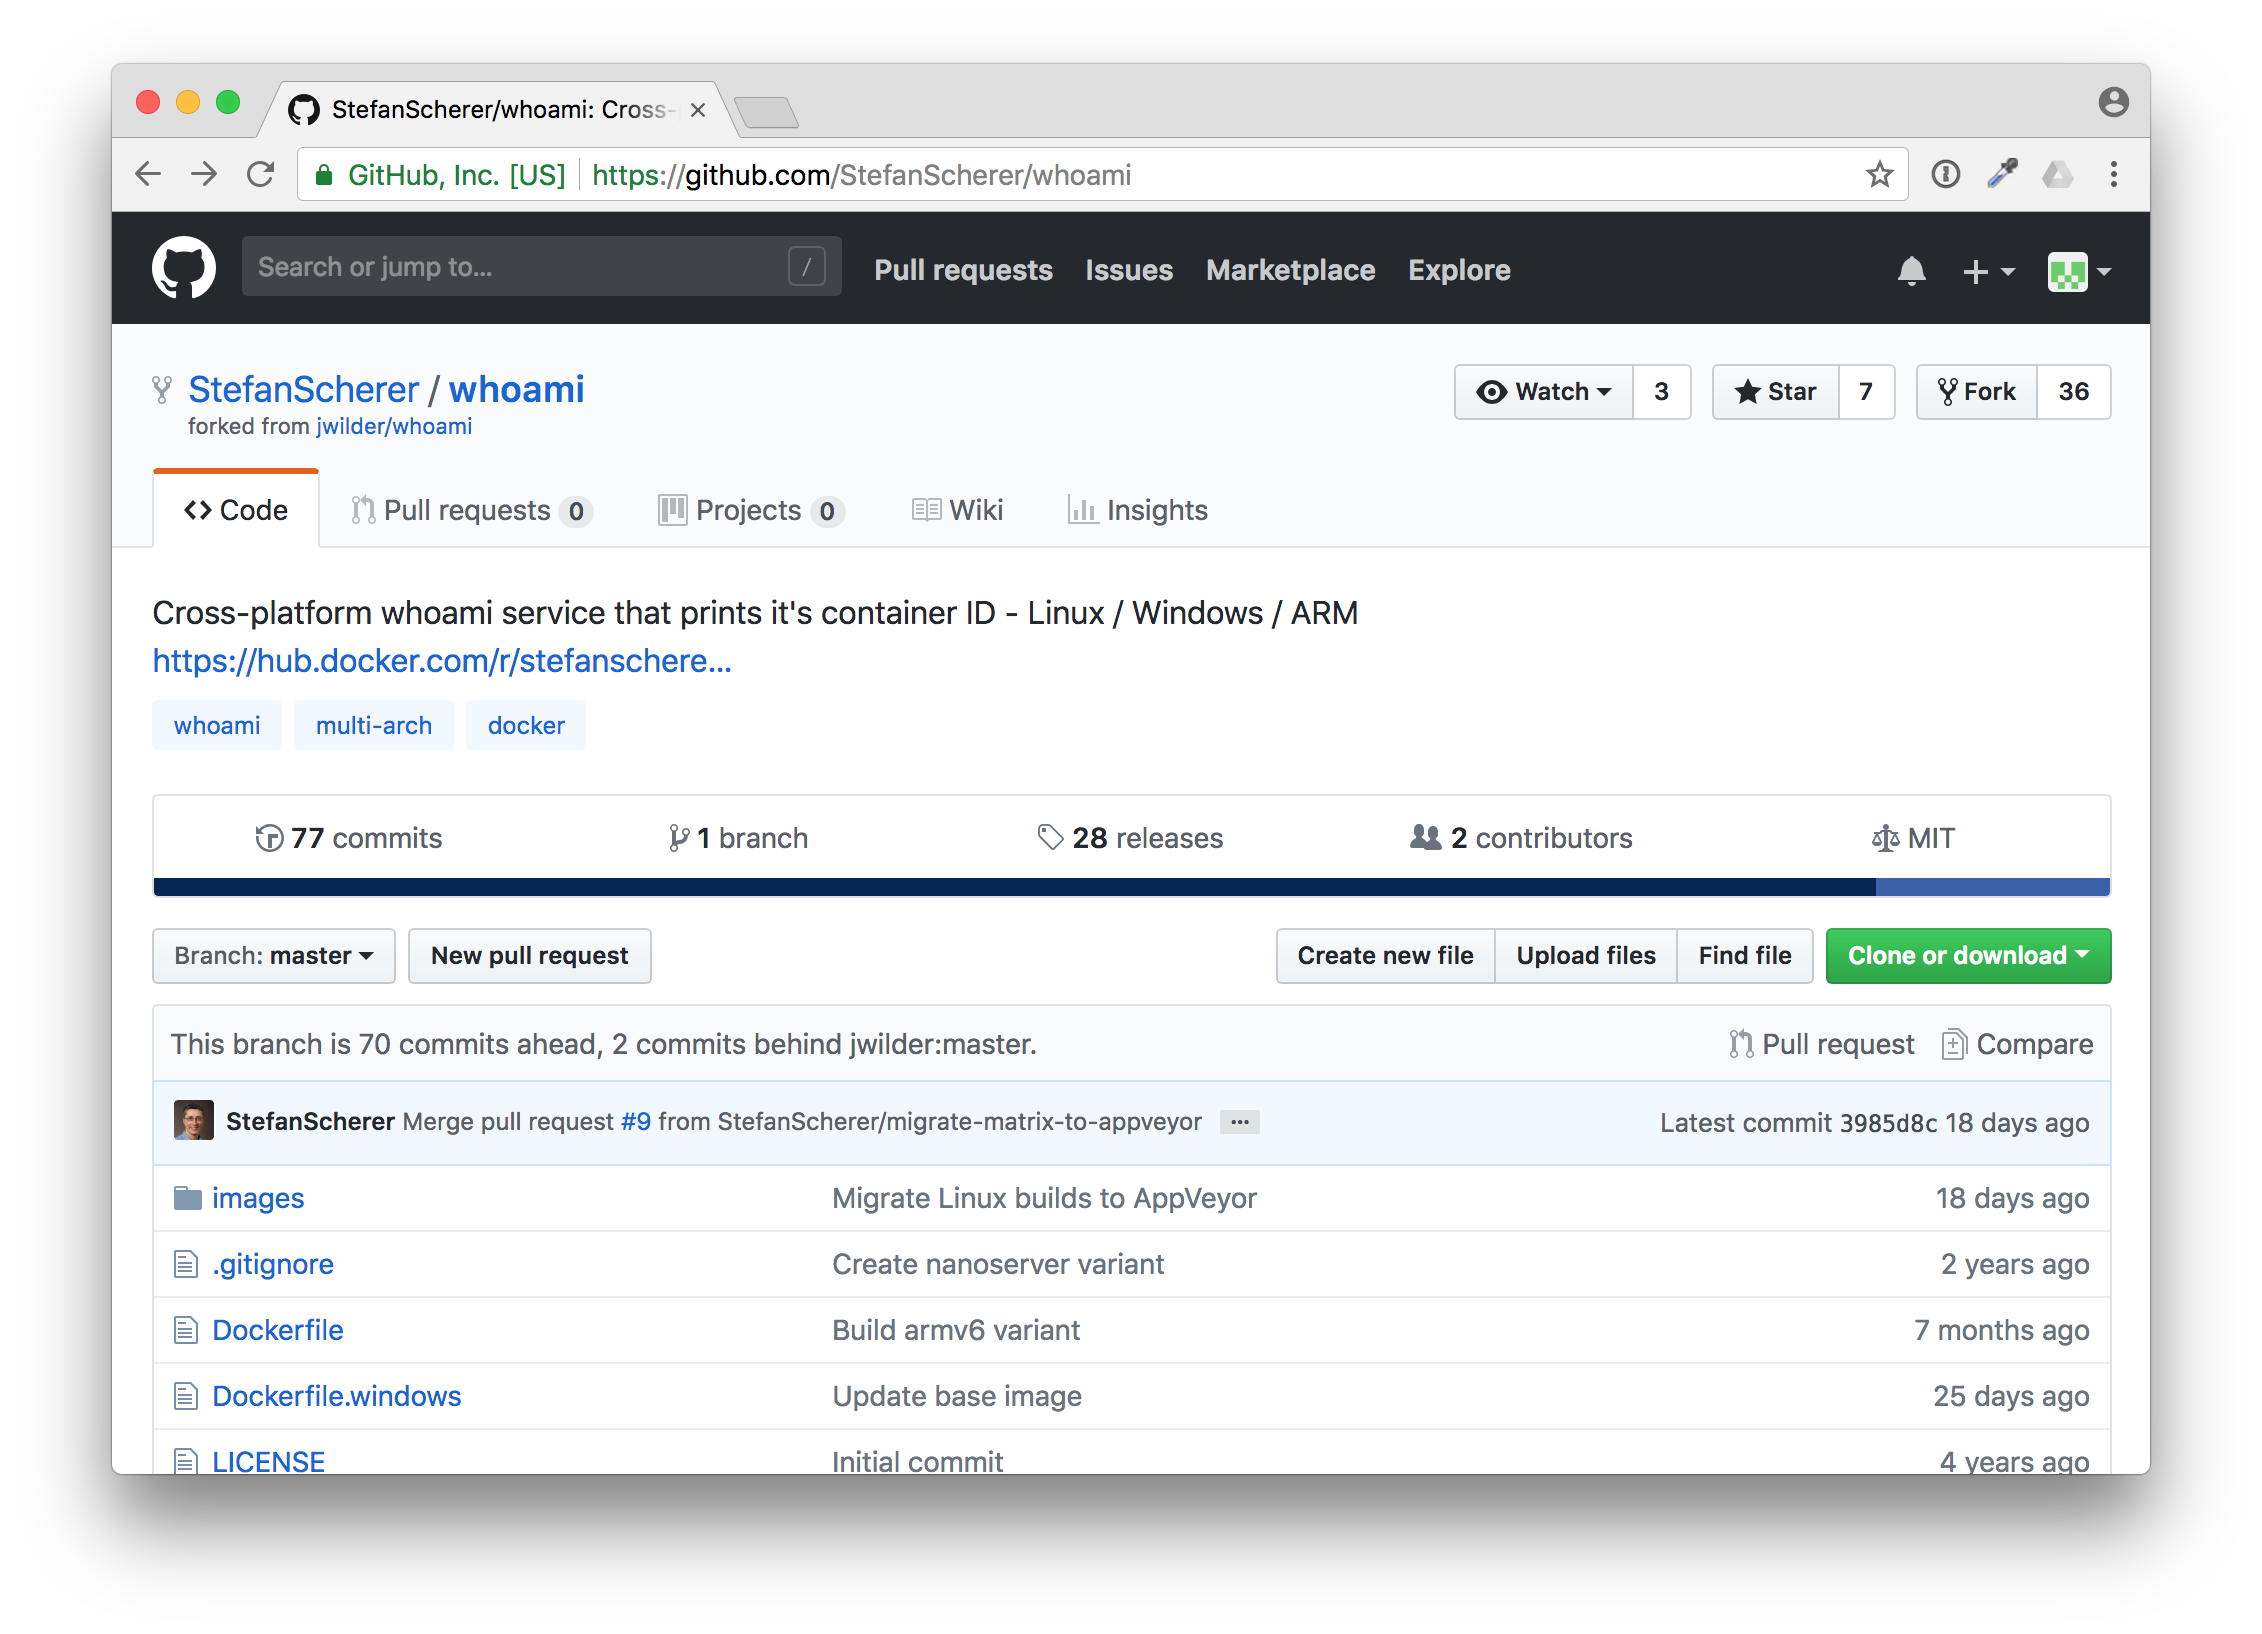 StefanScherer/whoami: Cross-
GitHub, Inc. [US] https://github.com/StefanScherer/whoami
Search or jump to... / Pull requests Issues Marketplace Explore
StefanScherer / whoami Watch 3 Star 7 Fork 36
forked from jwilder/whoami
Code Pull requests 0 Projects 0 Wiki Insights
Cross-platform whoami service that prints it's container ID - Linux / Windows / ARM
https://hub.docker.com/r/stefanschere...
whoami multi-arch docker
77 commits 1 branch 28 releases 2 contributors MIT
Branch: master New pull request Create new file Upload files Find file Clone or download
This branch is 70 commits ahead, 2 commits behind jwilder:master. Pull request Compare
StefanScherer Merge pull request #9 from StefanScherer/migrate-matrix-to-appveyor ... Latest commit 3985d8c 18 days ago
images Migrate Linux builds to AppVeyor 18 days ago
.gitignore Create nanoserver variant 2 years ago
Dockerfile Build armv6 variant 7 months ago
Dockerfile.windows Update base image 25 days ago
LICENSE Initial commit 4 years ago